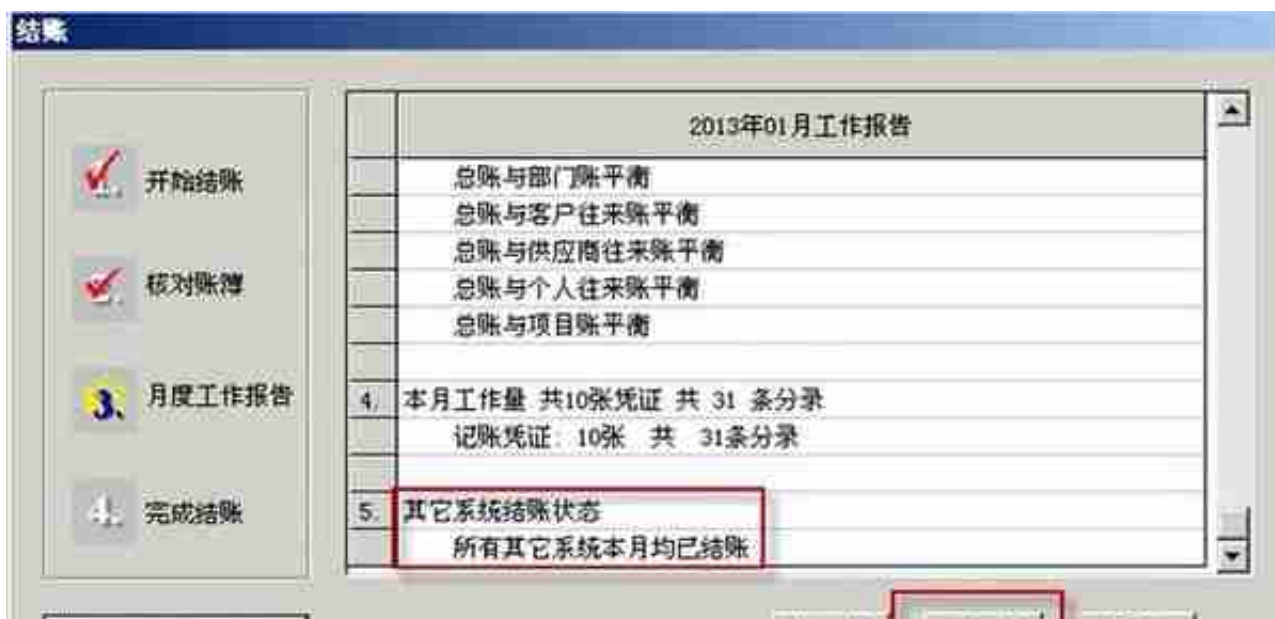 结账
开始结账
核对账簿
3. 月度工作报告
4. 完成结账
2013年01月工作报告
总账与部门账平衡
总账与客户往来账平衡
总账与供应商往来账平衡
总账与个人往来账平衡
总账与项目账平衡
4. 本月工作量 共10张凭证 共 31 条分录
记账凭证: 10张 共 31条分录
5. 其它系统结账状态
所有其它系统本月均已结账